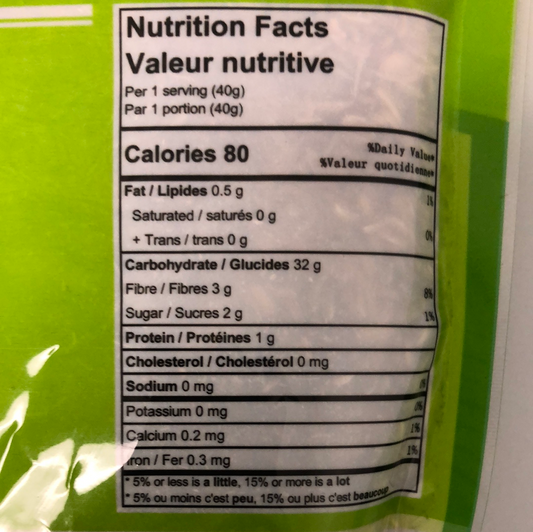 Nutrition Facts
Valeur nutritive
Per 1 serving (40g)
Par 1 portion (40g)
Calories 80
%Daily Value*
%Valeur quotidienne*
Fat / Lipides 0.5 g 1%
Saturated / saturés 0 g
+ Trans / trans 0 g 0%
Carbohydrate / Glucides 32 g
Fibre / Fibres 3 g 8%
Sugar / Sucres 2 g 1%
Protein / Protéines 1 g
Cholesterol / Cholestérol 0 mg
Sodium 0 mg
Potassium 0 mg 0%
Calcium 0.2 mg 1%
Iron / Fer 0.3 mg 1%
* 5% or less is a little, 15% or more is a lot
* 5% ou moins c'est peu, 15% ou plus c'est beaucoup